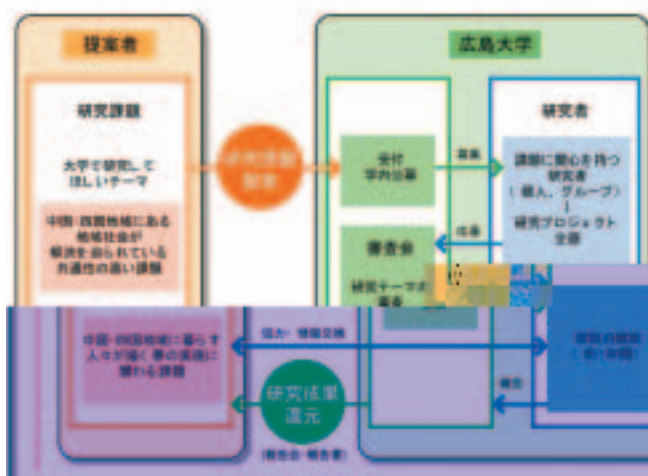 提案者
研究課題
大学で研究して
ほしいテーマ
中国・四国地域にある
地域社会が
解決を迫られている
共通性の高い課題
中国・四国地域に暮らす
人々が描く夢の実現に
関わる課題
協力・情報交換
研究成果
還元
(報告会・報告書)
広島大学
受付
学内公募
募集
応募
審査会
研究テーマの
審査
報告
研究者
課題に関心を持つ
研究者
(個人、グループ)
研究プロジェクト
企画